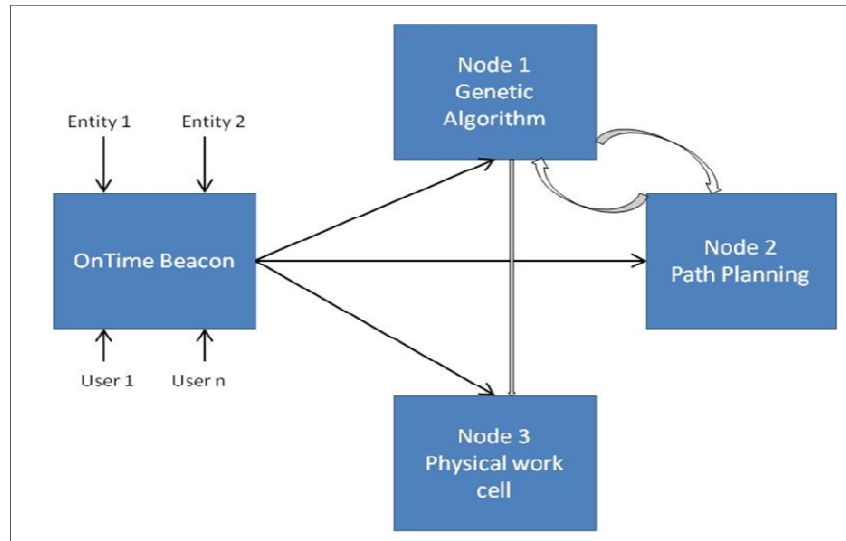 Node 1
Genetic
Algorithm
Entity 1
Entity 2
OnTime Beacon
Node 2
Path Planning
User 1
User n
Node 3
Physical work
cell